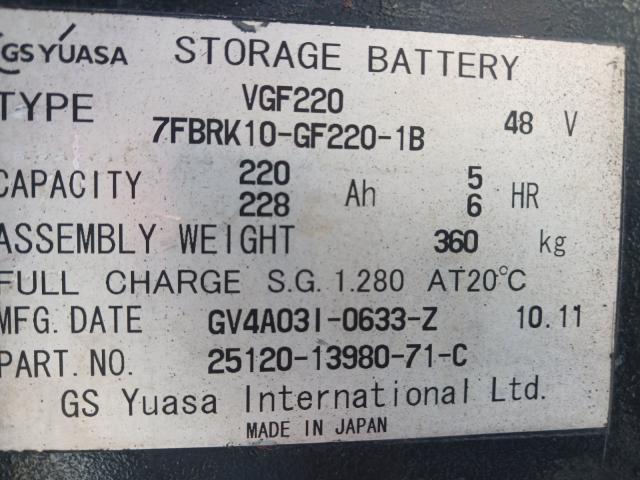 GS YUASA STORAGE BATTERY
TYPE VGF220 48 V
7FBRK10-GF220-1B
CAPACITY 220 Ah 5 HR
228 6
ASSEMBLY WEIGHT 360 kg
FULL CHARGE S.G. 1.280 AT20°C
MFG. DATE GV4A03I-0633-Z 10.11
PART. NO. 25120-13980-71-C
GS Yuasa International Ltd.
MADE IN JAPAN